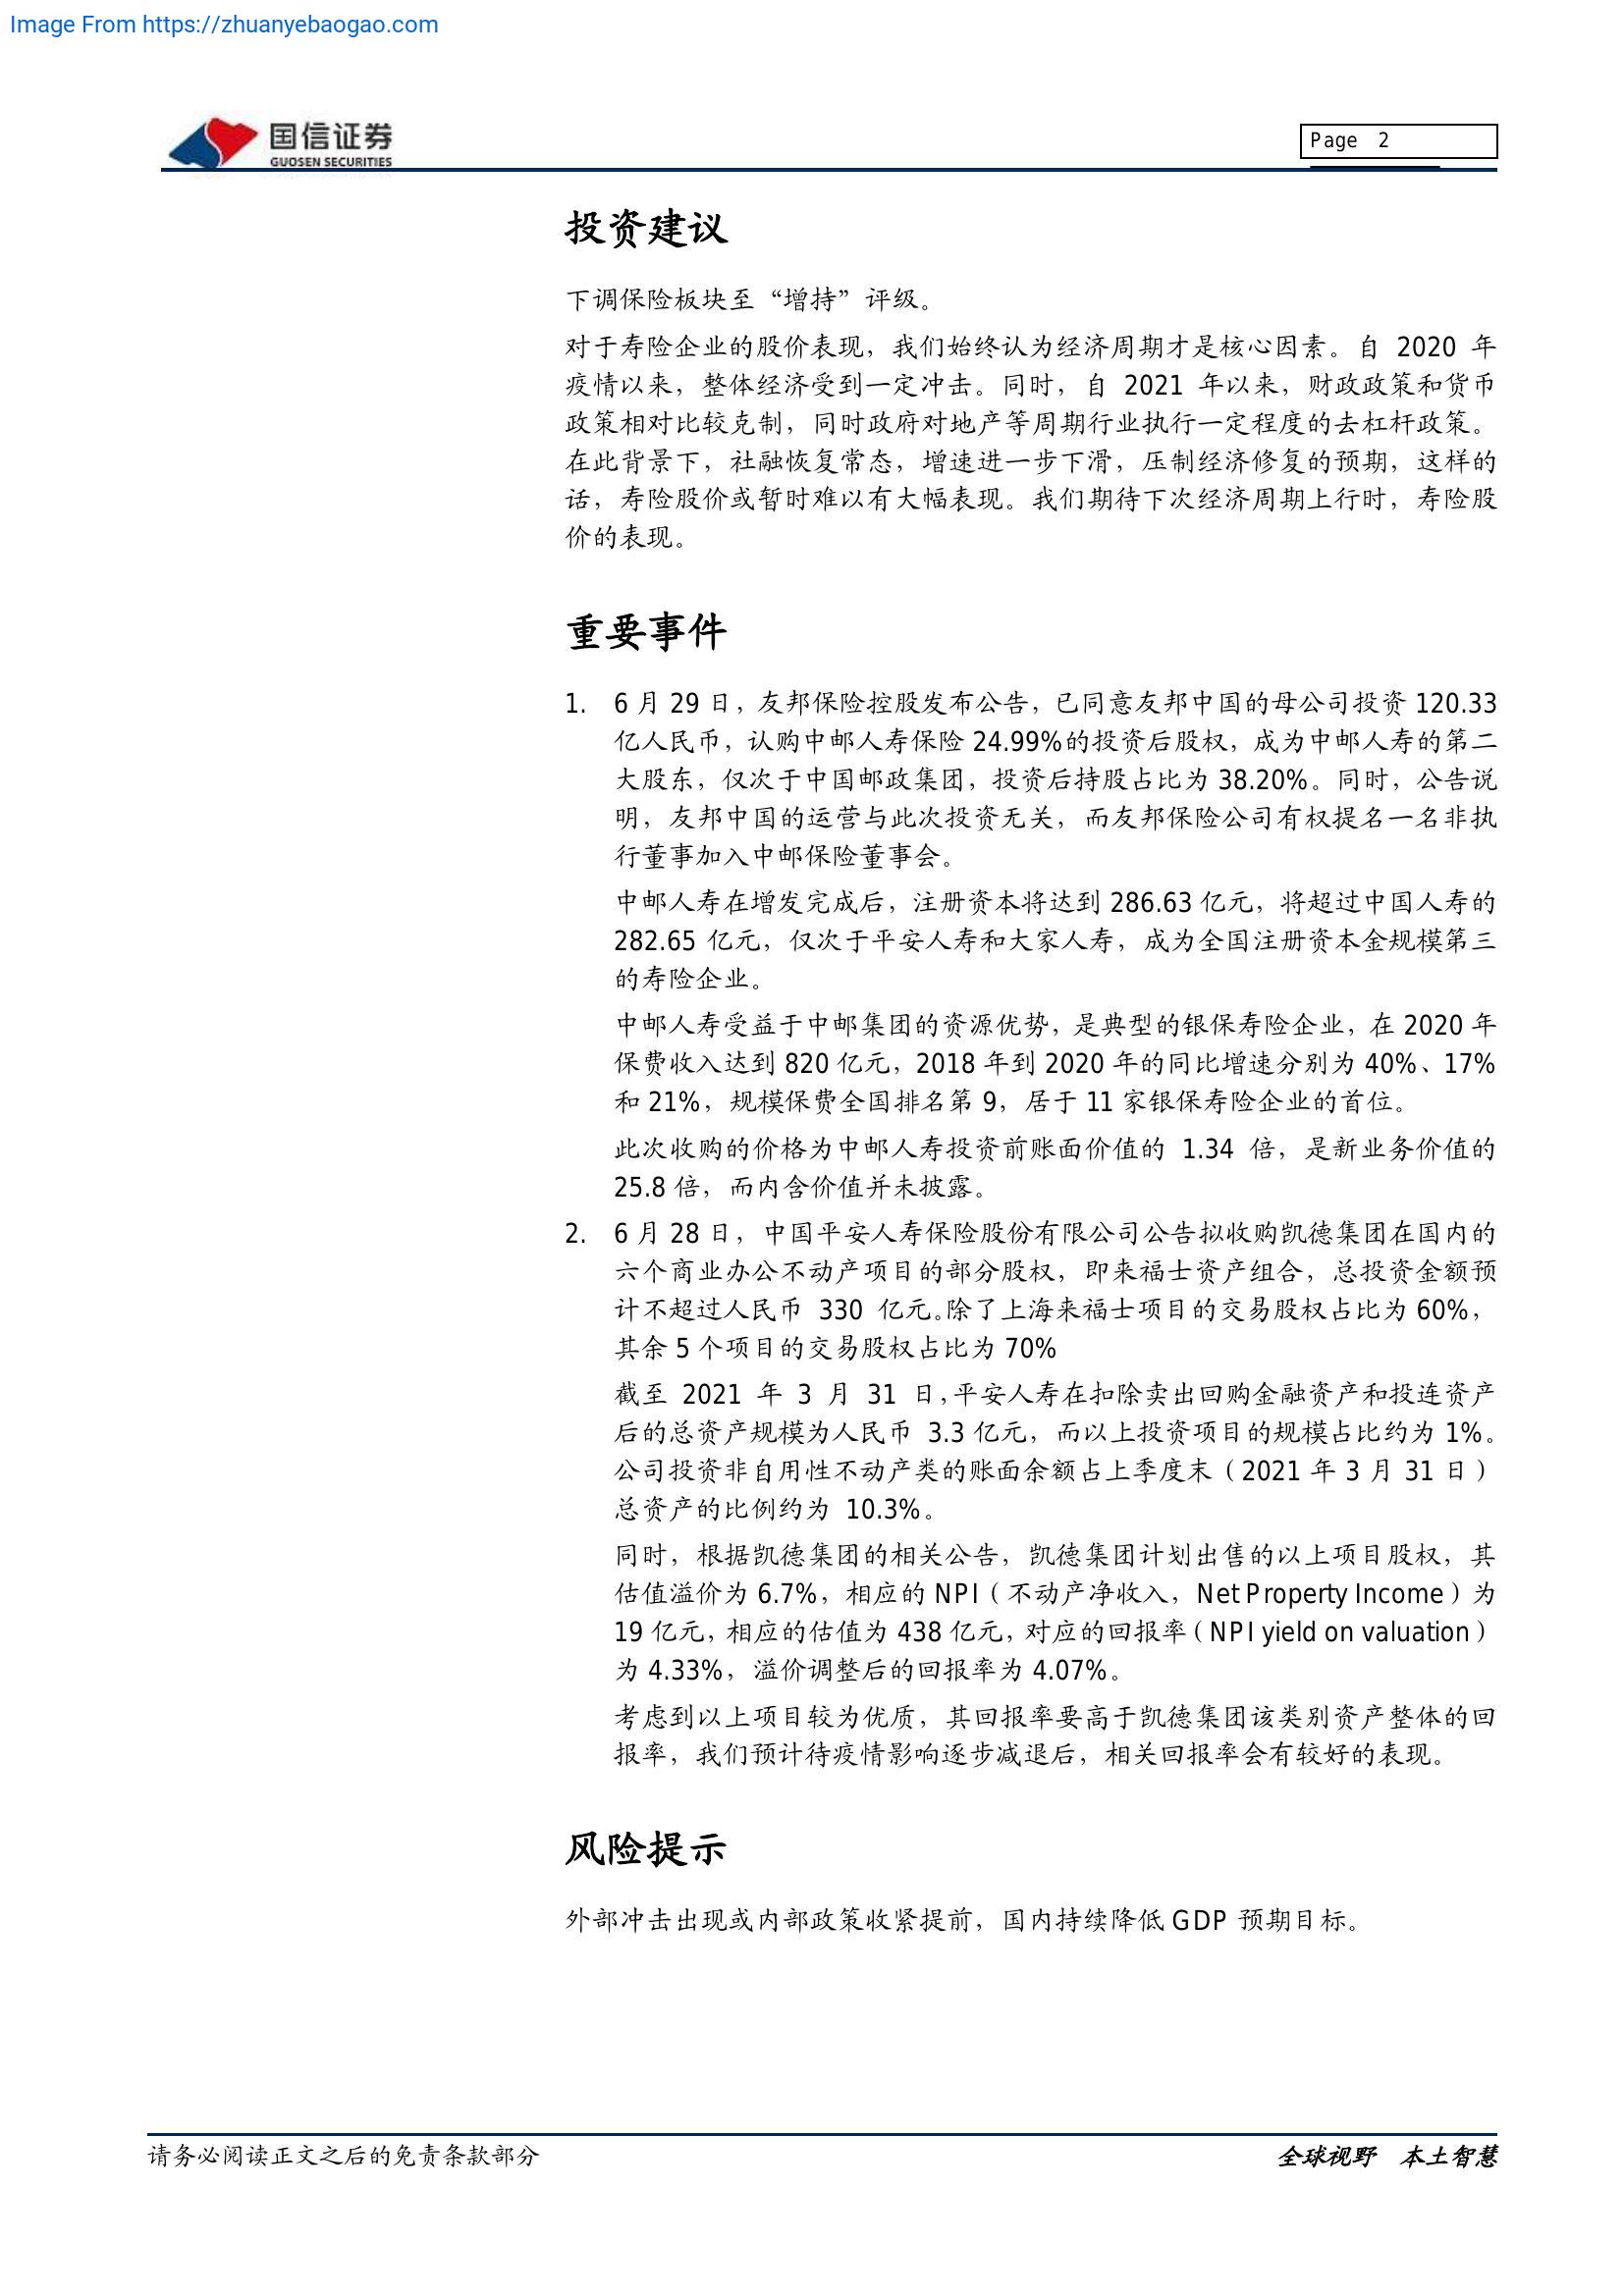 Image From https://zhuanyebaogao.com
国信证券
GUOSEN SECURITIES
Page 2
投资建议
下调保险板块至“增持”评级。
对于寿险企业的股价表现，我们始终认为经济周期才是核心因素。自 2020 年
疫情以来，整体经济受到一定冲击。同时，自 2021 年以来，财政政策和货币
政策相对比较克制，同时政府对地产等周期行业执行一定程度的去杠杆政策。
在此背景下，社融恢复常态，增速进一步下滑，压制经济修复的预期，这样的
话，寿险股价或暂时难以有大幅表现。我们期待下次经济周期上行时，寿险股
价的表现。
重要事件
1. 6 月 29 日，友邦保险控股发布公告，已同意友邦中国的母公司投资 120.33
亿人民币，认购中邮人寿保险 24.99%的投资后股权，成为中邮人寿的第二
大股东，仅次于中国邮政集团，投资后持股占比为 38.20%。同时，公告说
明，友邦中国的运营与此次投资无关，而友邦保险公司有权提名一名非执
行董事加入中邮保险董事会。
中邮人寿在增发完成后，注册资本将达到 286.63 亿元，将超过中国人寿的
282.65 亿元，仅次于平安人寿和大家人寿，成为全国注册资本金规模第三
的寿险企业。
中邮人寿受益于中邮集团的资源优势，是典型的银保寿险企业，在 2020 年
保费收入达到 820 亿元，2018 年到 2020 年的同比增速分别为 40%、17%
和 21%，规模保费全国排名第 9，居于 11 家银保寿险企业的首位。
此次收购的价格为中邮人寿投资前账面价值的 1.34 倍，是新业务价值的
25.8 倍，而内含价值并未披露。
2. 6 月 28 日，中国平安人寿保险股份有限公司公告拟收购凯德集团在国内的
六个商业办公不动产项目的部分股权，即来福士资产组合，总投资金额预
计不超过人民币 330 亿元。除了上海来福士项目的交易股权占比为 60%，
其余 5 个项目的交易股权占比为 70%
截至 2021 年 3 月 31 日，平安人寿在扣除卖出回购金融资产和投连资产
后的总资产规模为人民币 3.3 亿元，而以上投资项目的规模占比约为 1%。
公司投资非自用性不动产类的账面余额占上季度末（2021 年 3 月 31 日）
总资产的比例约为 10.3%。
同时，根据凯德集团的相关公告，凯德集团计划出售的以上项目股权，其
估值溢价为 6.7%，相应的 NPI（不动产净收入，Net Property Income）为
19 亿元，相应的估值为 438 亿元，对应的回报率（NPI yield on valuation）
为 4.33%，溢价调整后的回报率为 4.07%。
考虑到以上项目较为优质，其回报率要高于凯德集团该类别资产整体的回
报率，我们预计待疫情影响逐步减退后，相关回报率会有较好的表现。
风险提示
外部冲击出现或内部政策收紧提前，国内持续降低 GDP 预期目标。
请务必阅读正文之后的免责条款部分
全球视野 本土智慧